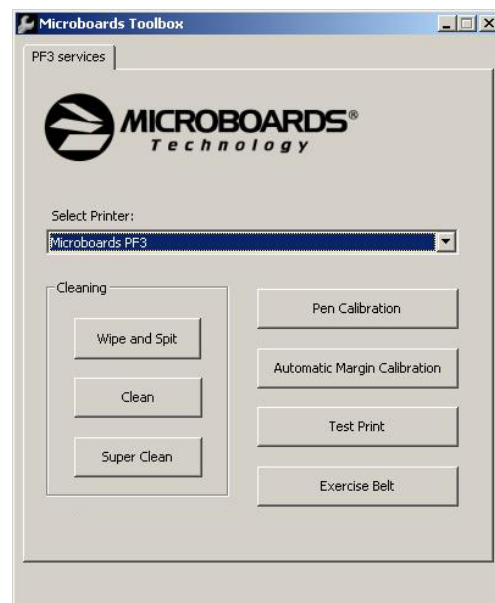 Microboards Toolbox
PF3 services
MICROBOARDS®
Technology
Select Printer:
Microboards PF3
Cleaning
Wipe and Spit
Clean
Super Clean
Pen Calibration
Automatic Margin Calibration
Test Print
Exercise Belt